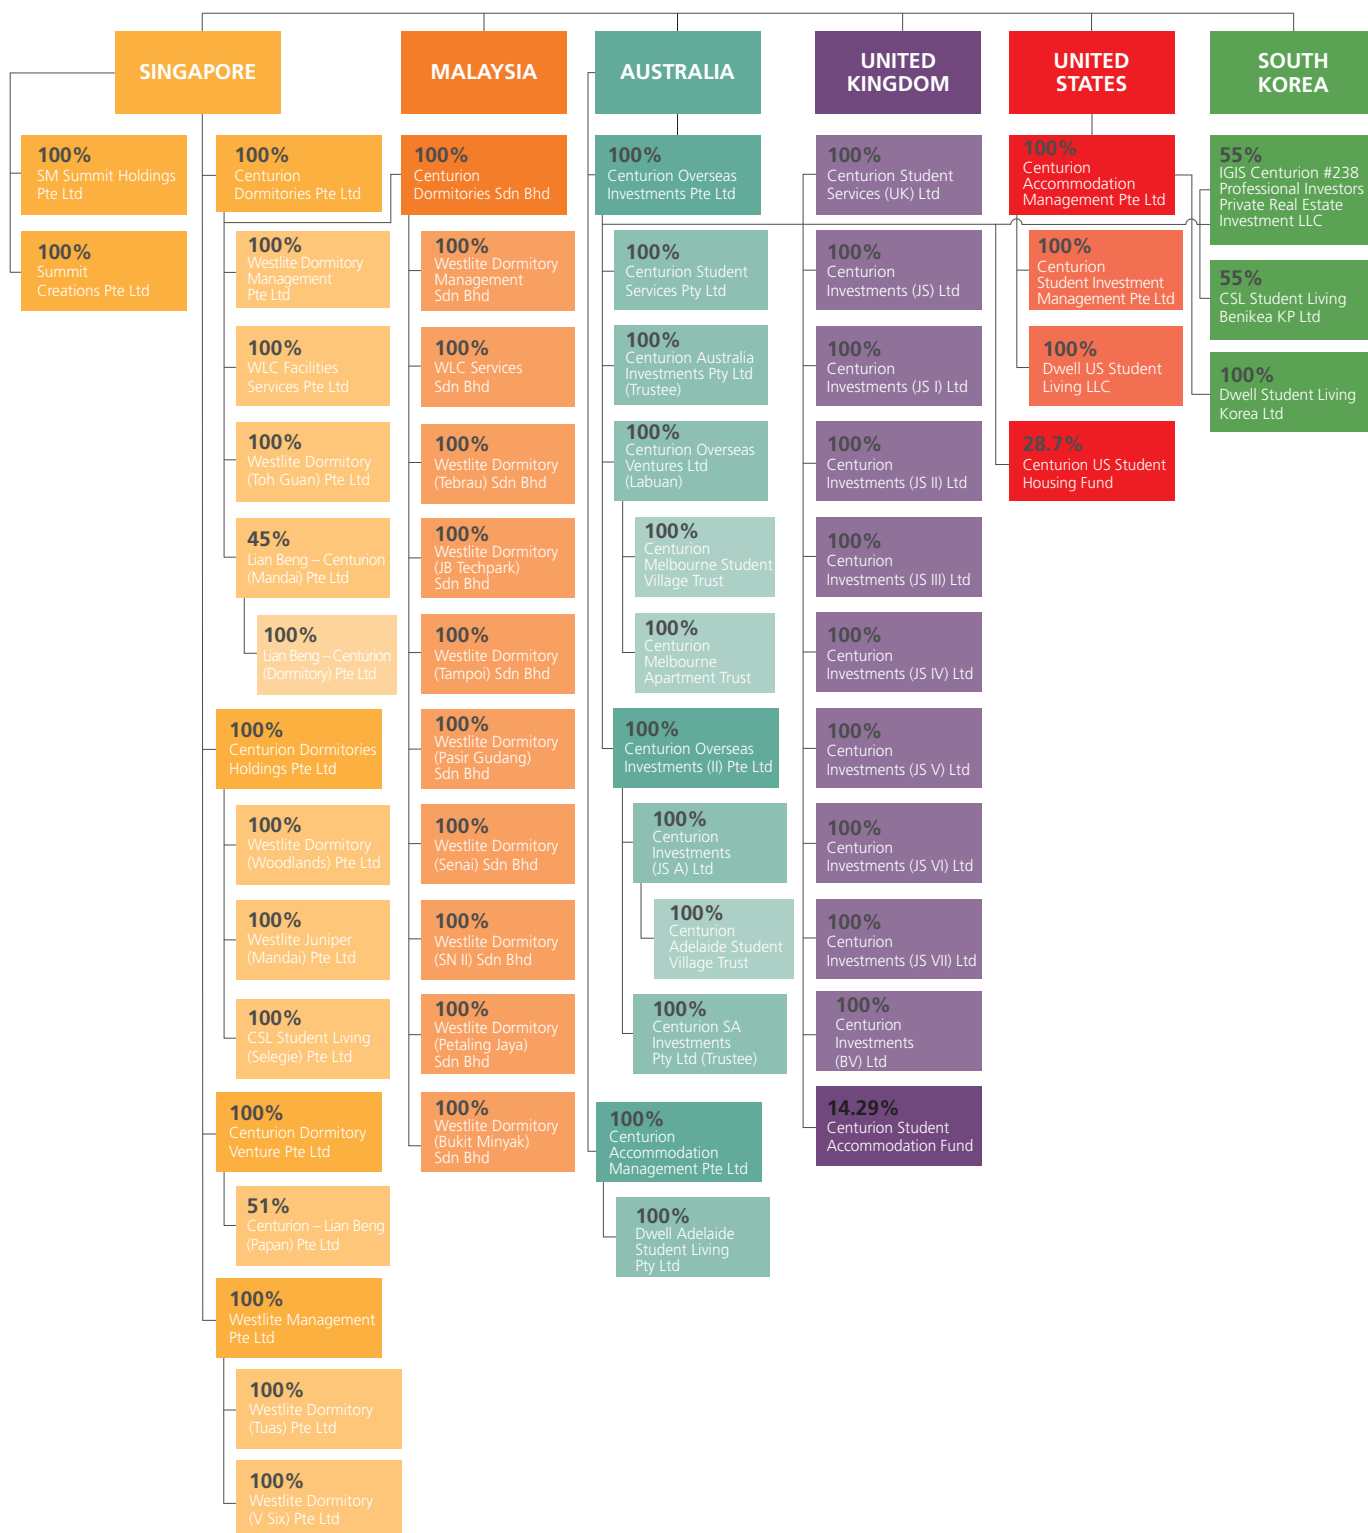 SINGAPORE
100%
SM Summit Holdings
Pte Ltd
100%
Summit
Creations Pte Ltd
100%
Centurion
Dormitories Pte Ltd
100%
Westlite Dormitory
Management
Pte Ltd
100%
WLC Facilities
Services Pte Ltd
100%
Westlite Dormitory
(Toh Guan) Pte Ltd
45%
Lian Beng – Centurion
(Mandai) Pte Ltd
100%
Lian Beng – Centurion
(Dormitory) Pte Ltd
100%
Centurion Dormitories
Holdings Pte Ltd
100%
Westlite Dormitory
(Woodlands) Pte Ltd
100%
Westlite Juniper
(Mandai) Pte Ltd
100%
CSL Student Living
(Selegie) Pte Ltd
100%
Centurion Dormitory
Venture Pte Ltd
51%
Centurion – Lian Beng
(Papan) Pte Ltd
100%
Westlite Management
Pte Ltd
100%
Westlite Dormitory
(Tuas) Pte Ltd
100%
Westlite Dormitory
(V Six) Pte Ltd
MALAYSIA
100%
Centurion
Dormitories Sdn Bhd
100%
Westlite Dormitory
Management
Sdn Bhd
100%
WLC Services
Sdn Bhd
100%
Westlite Dormitory
(Tebrau) Sdn Bhd
100%
Westlite Dormitory
(JB Techpark)
Sdn Bhd
100%
Westlite Dormitory
(Tampoi) Sdn Bhd
100%
Westlite Dormitory
(Pasir Gudang)
Sdn Bhd
100%
Westlite Dormitory
(Senai) Sdn Bhd
100%
Westlite Dormitory
(SN II) Sdn Bhd
100%
Westlite Dormitory
(Petaling Jaya)
Sdn Bhd
100%
Westlite Dormitory
(Bukit Minyak)
Sdn Bhd
AUSTRALIA
100%
Centurion Overseas
Investments Pte Ltd
100%
Centurion Student
Services Pty Ltd
100%
Centurion Australia
Investments Pty Ltd
(Trustee)
100%
Centurion Overseas
Ventures Ltd
(Labuan)
100%
Centurion
Melbourne Student
Village Trust
100%
Centurion
Melbourne
Apartment Trust
100%
Centurion Overseas
Investments (II) Pte Ltd
100%
Centurion
Investments
(JS A) Ltd
100%
Centurion
Adelaide Student
Village Trust
100%
Centurion SA
Investments
Pty Ltd (Trustee)
100%
Centurion
Accommodation
Management Pte Ltd
100%
Dwell Adelaide
Student Living
Pty Ltd
UNITED
KINGDOM
100%
Centurion Student
Services (UK) Ltd
100%
Centurion
Investments (JS) Ltd
100%
Centurion
Investments (JS I) Ltd
100%
Centurion
Investments (JS II) Ltd
100%
Centurion
Investments (JS III) Ltd
100%
Centurion
Investments (JS IV) Ltd
100%
Centurion
Investments (JS V) Ltd
100%
Centurion
Investments (JS VI) Ltd
100%
Centurion
Investments (JS VII) Ltd
100%
Centurion
Investments
(BV) Ltd
14.29%
Centurion Student
Accommodation Fund
UNITED
STATES
100%
Centurion
Accommodation
Management Pte Ltd
100%
Centurion
Student Investment
Management Pte Ltd
100%
Dwell US Student
Living LLC
28.7%
Centurion US Student
Housing Fund
SOUTH
KOREA
55%
IGIS Centurion #238
Professional Investors
Private Real Estate
Investment LLC
55%
CSL Student Living
Benikea KP Ltd
100%
Dwell Student Living
Korea Ltd